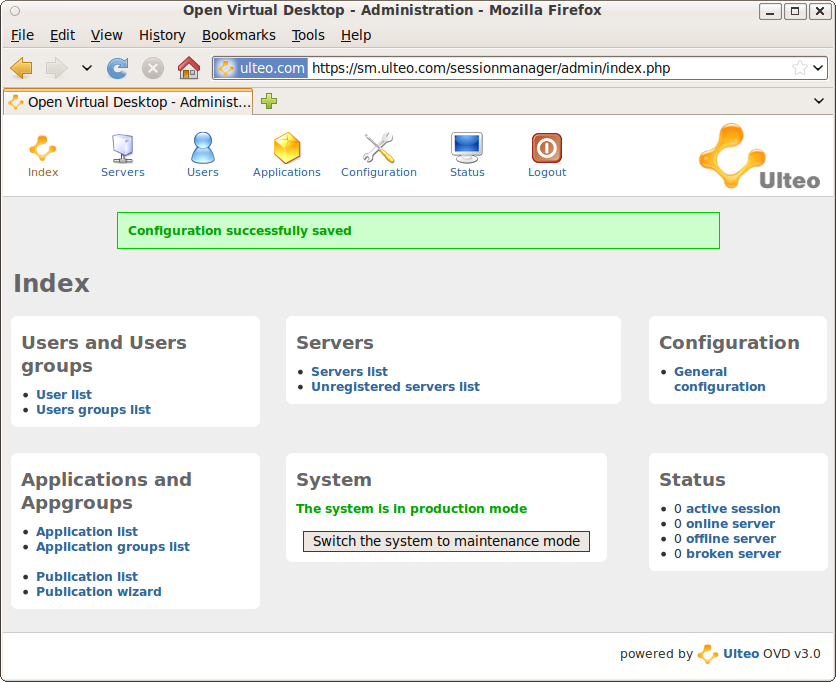 Open Virtual Desktop - Administration - Mozilla Firefox
File Edit View History Bookmarks Tools Help
ulteo.com https://sm.ulteo.com/sessionmanager/admin/index.php
Open Virtual Desktop - Administ...
Index Servers Users Applications Configuration Status Logout
Ulteo
Configuration successfully saved
Index
Users and Users
groups
User list
Users groups list
Servers
Servers list
Unregistered servers list
Configuration
General
configuration
Applications and
Appgroups
Application list
Application groups list
Publication list
Publication wizard
System
The system is in production mode
Switch the system to maintenance mode
Status
0 active session
0 online server
0 offline server
0 broken server
powered by Ulteo OVD v3.0